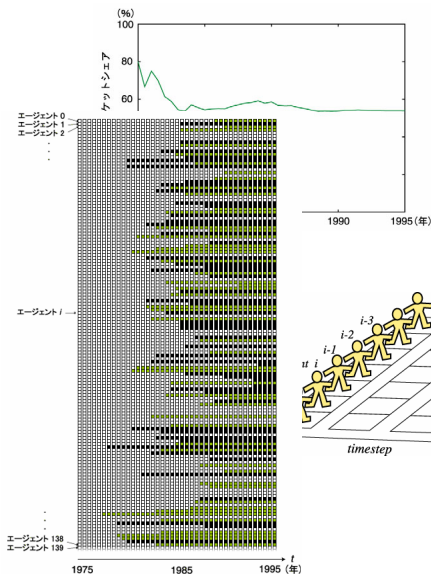 (%)
100
80
60
ケットシェア
エージェント 0
エージェント 1
エージェント 2
1990
1995 (年)
エージェント i
i-3
i-2
i-1
i
nt
timestep
エージェント 138
エージェント 139
t
1975
1985
1995 (年)